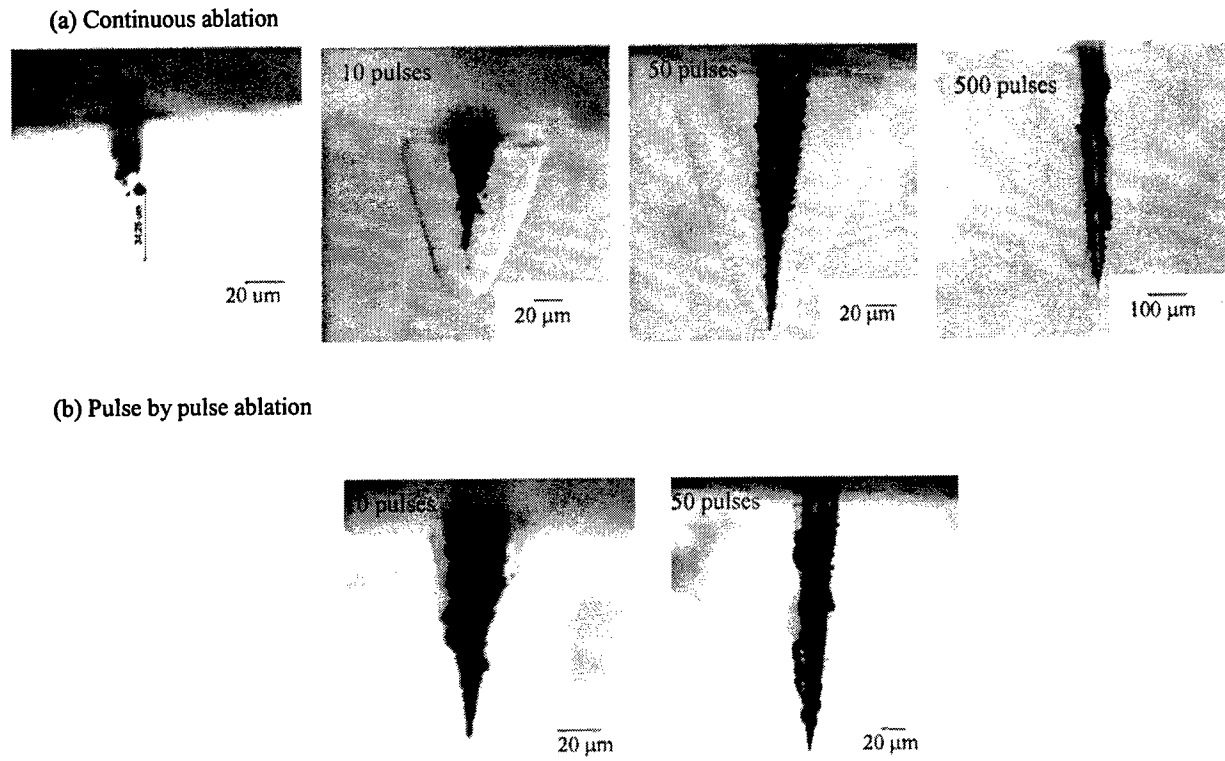 (a) Continuous ablation
10 pulses
50 pulses
500 pulses
20 um
20 µm
20 µm
100 µm
(b) Pulse by pulse ablation
0 pulses
50 pulses
20 µm
20 µm